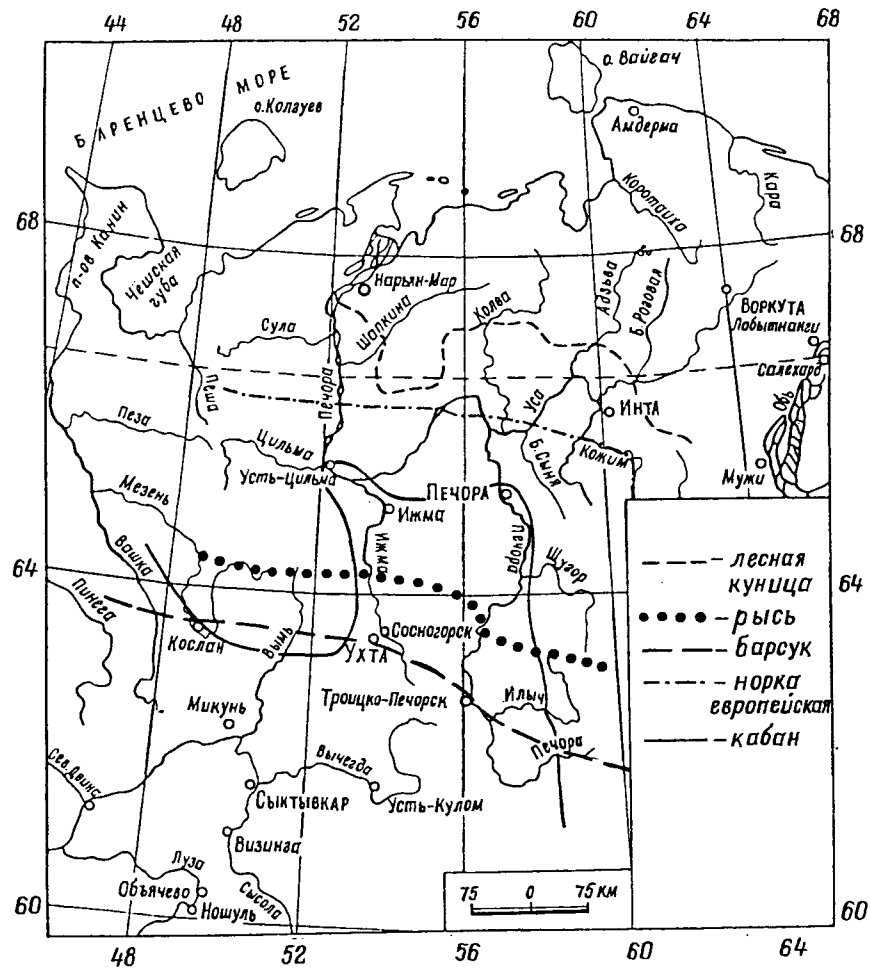 44 48 52 56 60 64 68
о. Вайгач
БАРЕНЦЕВО МОРЕ
о. Колгуев
Амдерма
Коротаиха
Кара
68 68
п-ов Канин
Чёшская
губа
Нарьян-Мар
Шапкина
Колва
Адзьва
Б. Роговая
ВОРКУТА
Лабытнанги
Салехард
Сула
Пёша
Печора
Уса
ИНТА
Обь
Пеза
Цильма
Усть-Цильма
Б. Сыня
Кожим
Мужи
Мезень
ПЕЧОРА
Ижма
Ижма
Печора
Щугор
Вашка
64 64
Пинега
Кослан
Вымь
УХТА
Сосногорск
Микунь
Троицко-Печорск
Илыч
Печора
Сев. Двина
Вычегда
СЫКТЫВКАР
Усть-Кулом
Визинга
Луза
Объячево
Ношуль
Сысола
– лесная
куница
– рысь
– барсук
– норка
европейская
– кабан
75 0 75 км
60 60
48 52 56 60 64